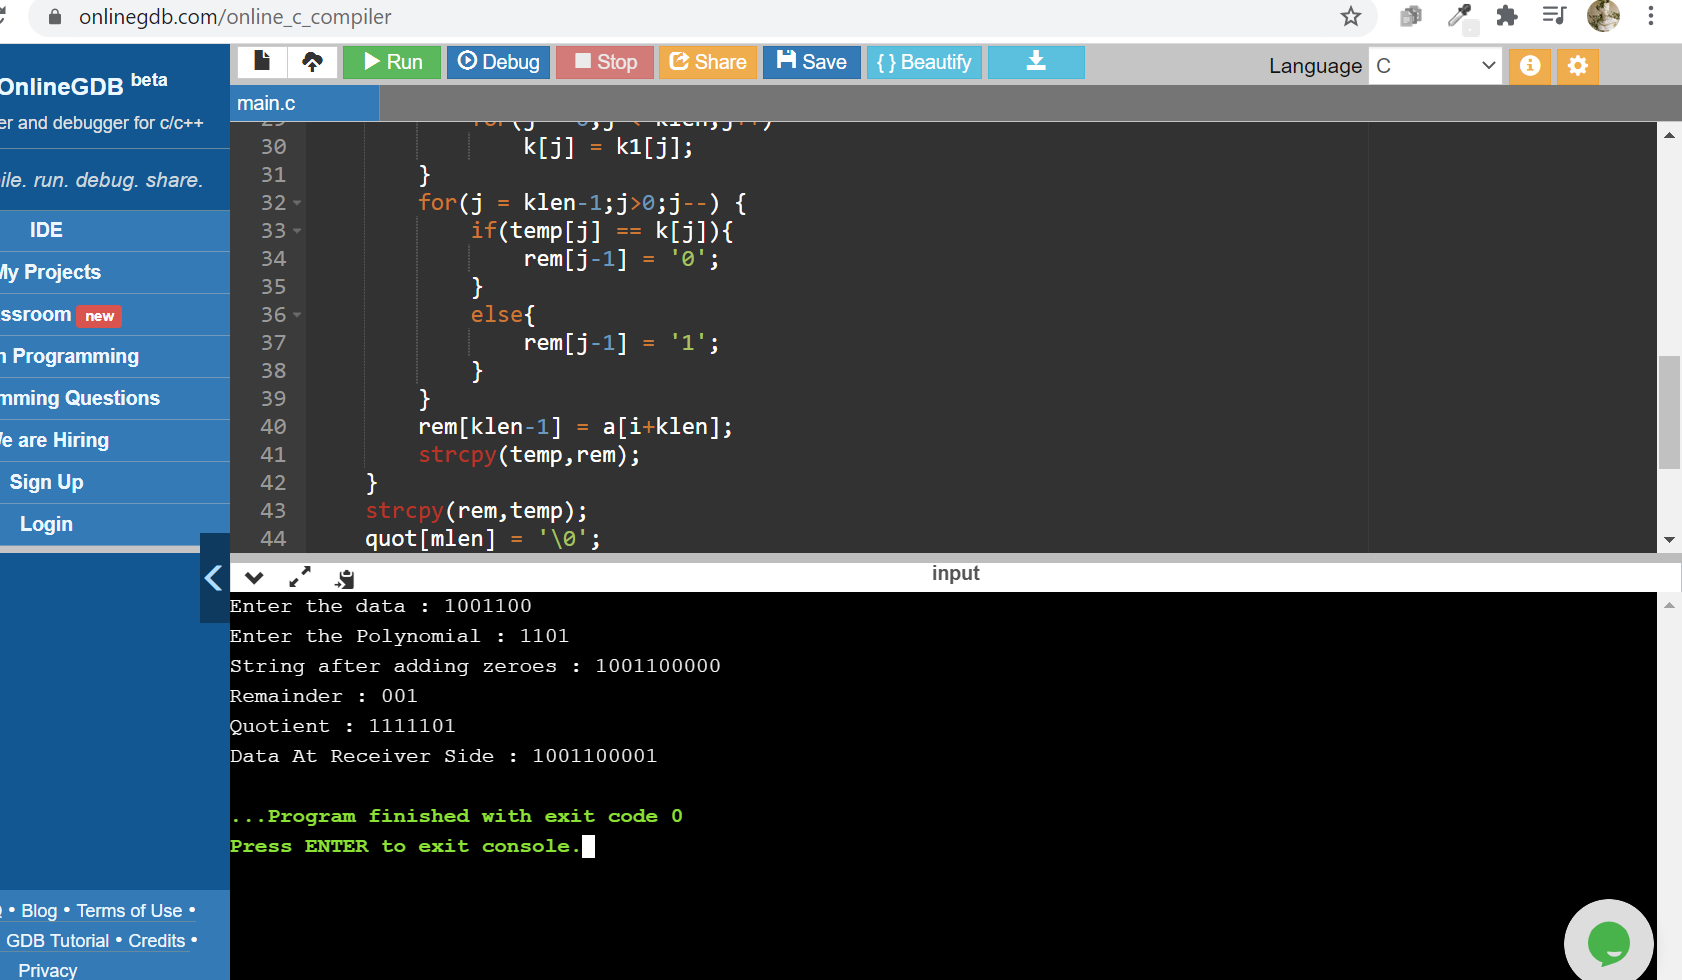 onlinegdb.com/online_c_compiler
OnlineGDB beta
er and debugger for c/c++
ile. run. debug. share.
IDE
My Projects
ssroom new
n Programming
mming Questions
e are Hiring
Sign Up
Login
• Blog • Terms of Use •
GDB Tutorial • Credits •
Privacy
Run Debug Stop Share Save { } Beautify
Language C
main.c
29 for(j = 0;j < klen;j++)
30 k[j] = k1[j];
31 }
32 for(j = klen-1;j>0;j--) {
33 if(temp[j] == k[j]){
34 rem[j-1] = '0';
35 }
36 else{
37 rem[j-1] = '1';
38 }
39 }
40 rem[klen-1] = a[i+klen];
41 strcpy(temp,rem);
42 }
43 strcpy(rem,temp);
44 quot[mlen] = '\0';
input
Enter the data : 1001100
Enter the Polynomial : 1101
String after adding zeroes : 1001100000
Remainder : 001
Quotient : 1111101
Data At Receiver Side : 1001100001
...Program finished with exit code 0
Press ENTER to exit console.